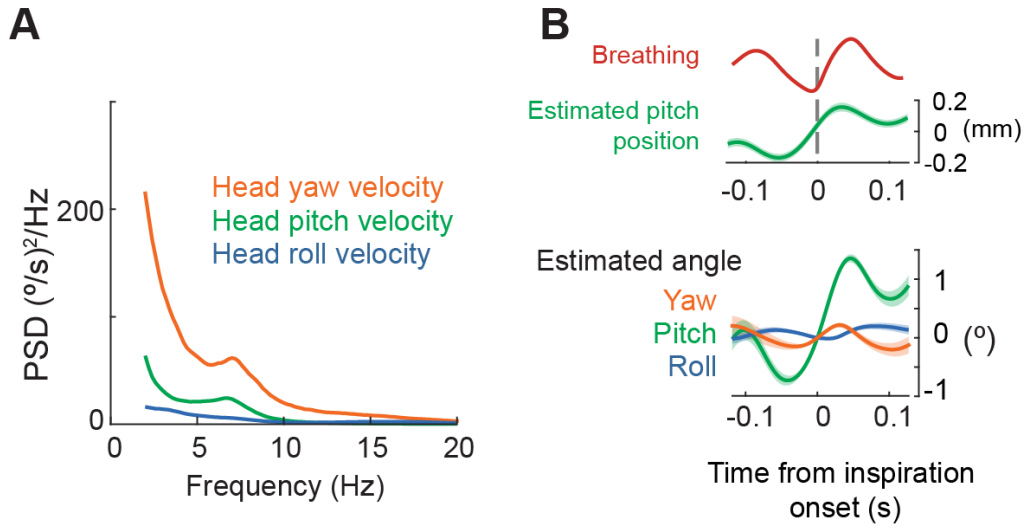 A
PSD (º/s)²/Hz
200
0
Head yaw velocity
Head pitch velocity
Head roll velocity
0
5
10
15
20
Frequency (Hz)
B
Breathing
Estimated pitch
position
0.2
0
-0.2
(mm)
-0.1
0
0.1
Estimated angle
Yaw
Pitch
Roll
1
0
-1
(º)
-0.1
0
0.1
Time from inspiration
onset (s)